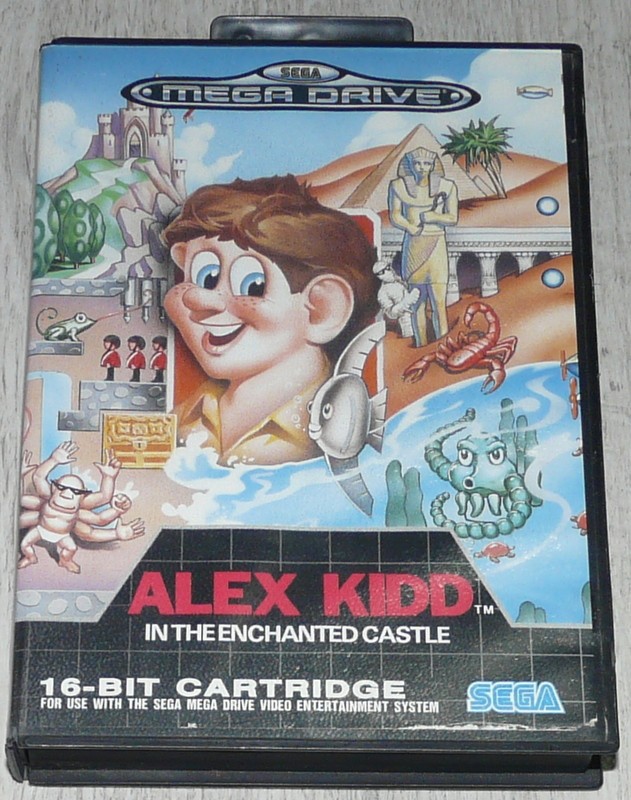 SEGA
MEGA DRIVE
ALEX KIDD™
IN THE ENCHANTED CASTLE
16-BIT CARTRIDGE
FOR USE WITH THE SEGA MEGA DRIVE VIDEO ENTERTAINMENT SYSTEM
SEGA